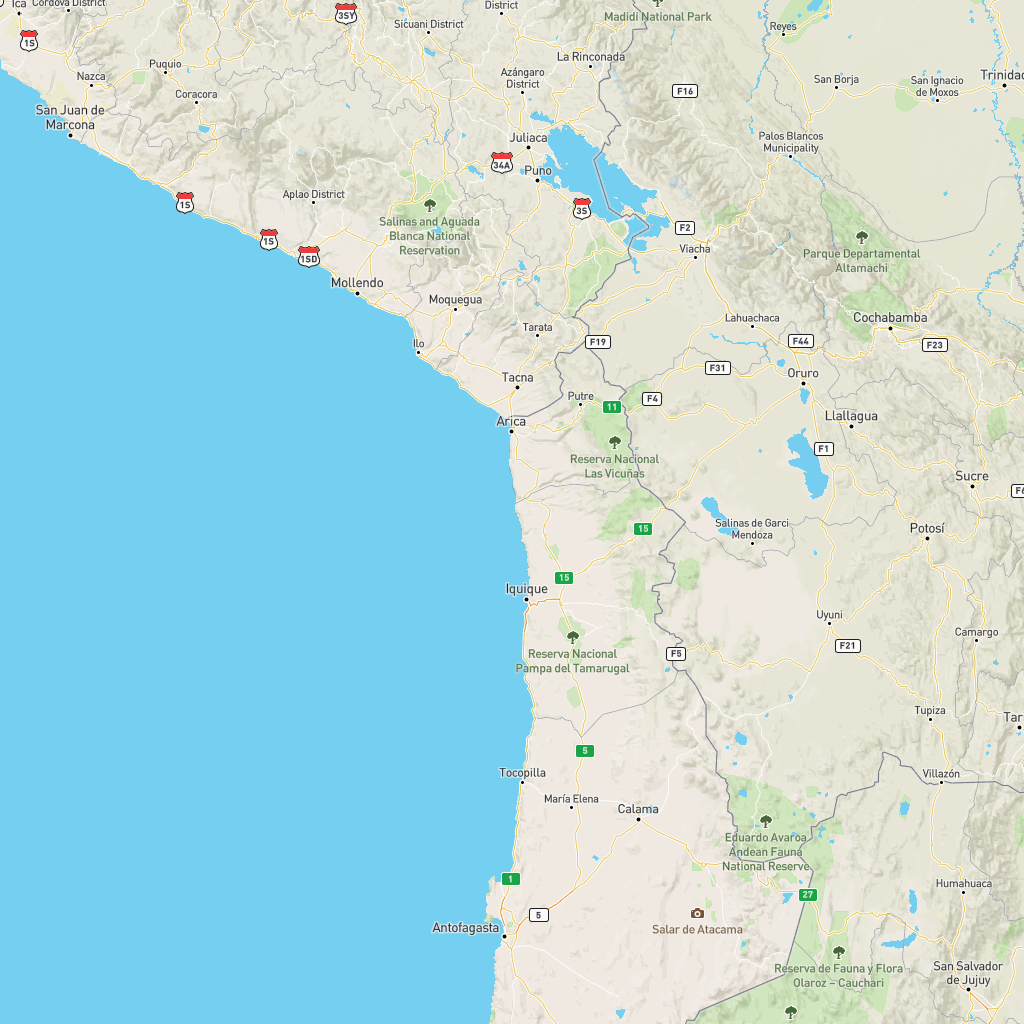 Ica
Cordova District
3SY
Sicuani District
District
Madidi National Park
Reyes
1S
Nazca
Puquio
Coracora
Azángaro
District
La Rinconada
F16
San Borja
San Ignacio
de Moxos
Trinidad
San Juan de
Marcona
Juliaca
34A
Puno
Palos Blancos
Municipality
Aplao District
1S
Salinas and Aguada
Blanca National
Reservation
3S
F2
Viacha
Parque Departamental
Altamachi
1S
1SD
Mollendo
Moquegua
Tarata
Ilo
F19
Lahuachaca
Cochabamba
F44
F23
F31
Oruro
Tacna
Putre
11
F4
Arica
Llallagua
Reserva Nacional
Las Vicuñas
F1
Sucre
F6
15
Salinas de Garci
Mendoza
Potosí
15
Iquique
Uyuni
Reserva Nacional
Pampa del Tamarugal
F5
F21
Camargo
Tupiza
Tar
5
Tocopilla
María Elena
Calama
Villazón
Eduardo Avaroa
Andean Fauna
National Reserve
1
27
Humahuaca
5
Antofagasta
Salar de Atacama
Reserva de Fauna y Flora
Olaroz – Cauchari
San Salvador
de Jujuy